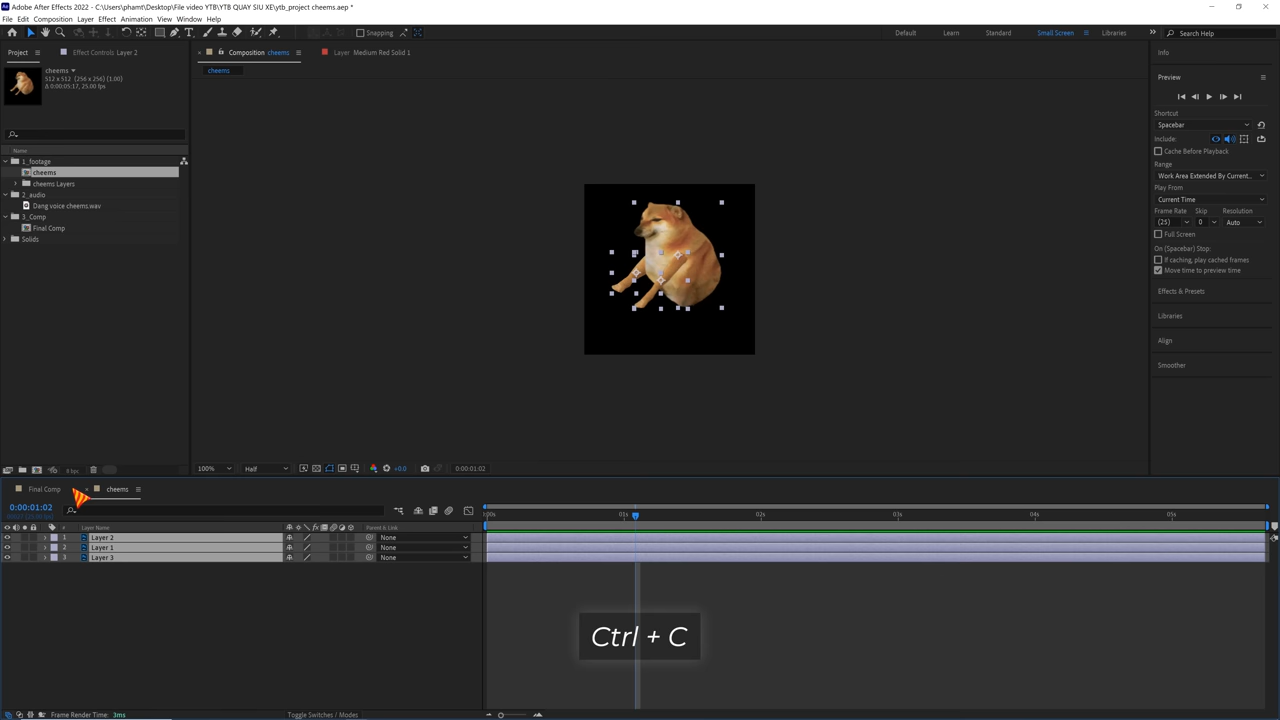 Adobe After Effects 2022 - C:\Users\phamt\Desktop\File video YTB\YTB QUAY SIU XE\ytb_project cheems.aep *
File Edit Composition Layer Effect Animation View Window Help
Snapping
Default Learn Standard Small Screen Libraries Search Help
Project Effect Controls Layer 2 Composition cheems Layer Medium Red Solid 1
cheems
cheems
512 x 512 (256 x 256) (1.00)
Δ 0:00:05:17, 25.00 fps
Name
1_footage
cheems
cheems Layers
2_audio
Dang voice cheems.wav
3_Comp
Final Comp
Solids
8 bpc
100% Half +0.0 0:00:01:02
Info
Preview
Shortcut
Spacebar
Include:
Cache Before Playback
Range
Work Area Extended By Current...
Play From
Current Time
Frame Rate Skip Resolution
(25) 0 Auto
Full Screen
On (Spacebar) Stop:
If caching, play cached frames
Move time to preview time
Effects & Presets
Libraries
Align
Smoother
Final Comp cheems
0:00:01:02
:00s 01s 02s 03s 04s 05s
# Layer Name Parent & Link
1 Layer 2 None
2 Layer 1 None
3 Layer 3 None
Ctrl + C
Frame Render Time: 3ms Toggle Switches / Modes